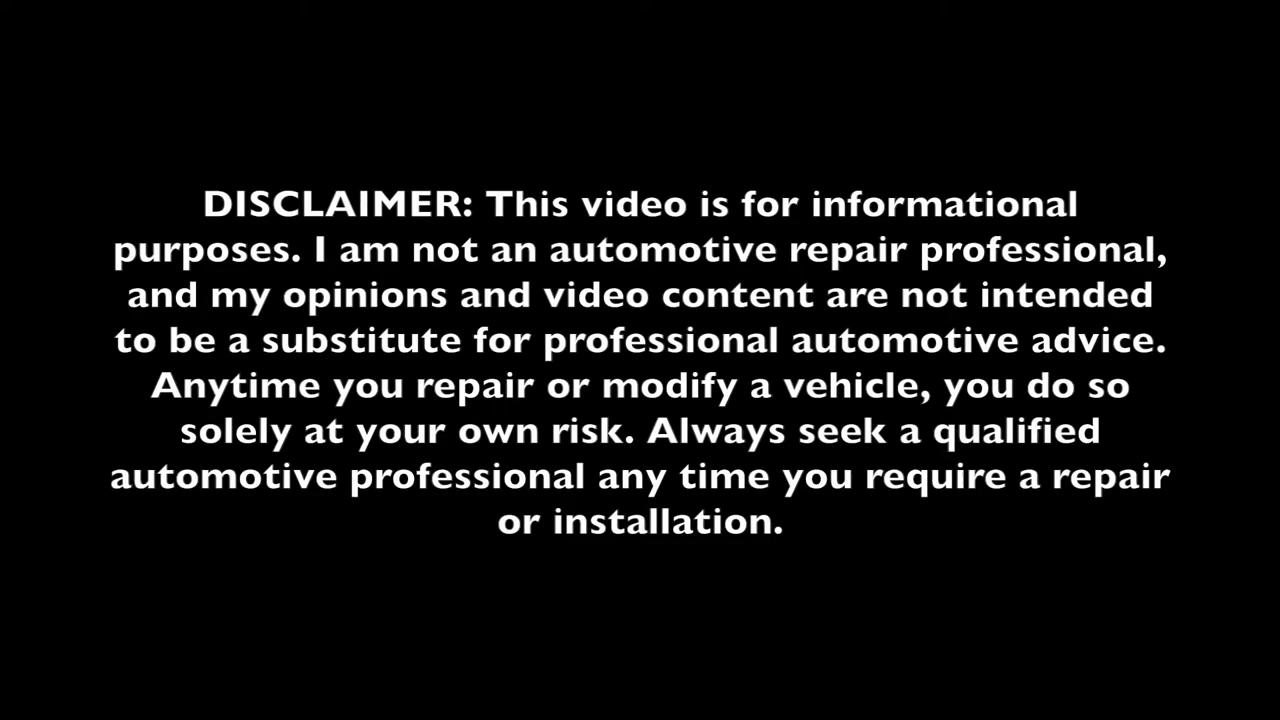 DISCLAIMER: This video is for informational
purposes. I am not an automotive repair professional,
and my opinions and video content are not intended
to be a substitute for professional automotive advice.
Anytime you repair or modify a vehicle, you do so
solely at your own risk. Always seek a qualified
automotive professional any time you require a repair
or installation.